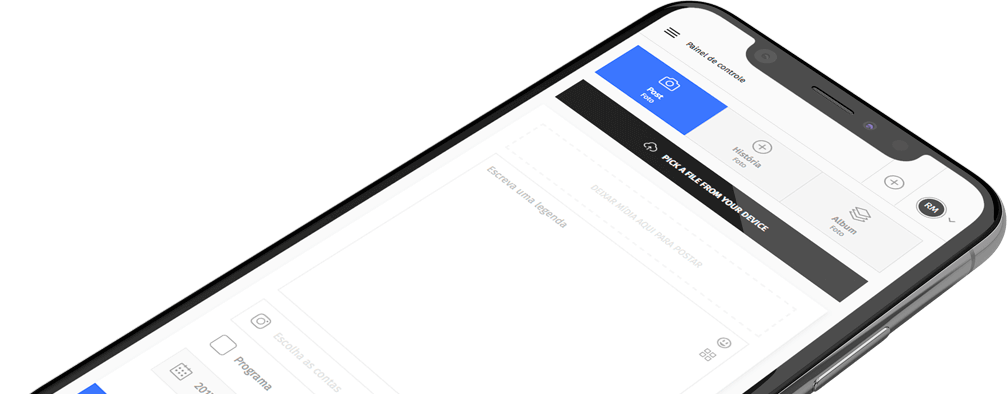 Painel de controle
RM
Post
Foto
História
Foto
Album
Foto
PICK A FILE FROM YOUR DEVICE
DEIXAR MÍDIA AQUI PARA POSTAR
Escreva uma legenda
Escolha as contas
Programa